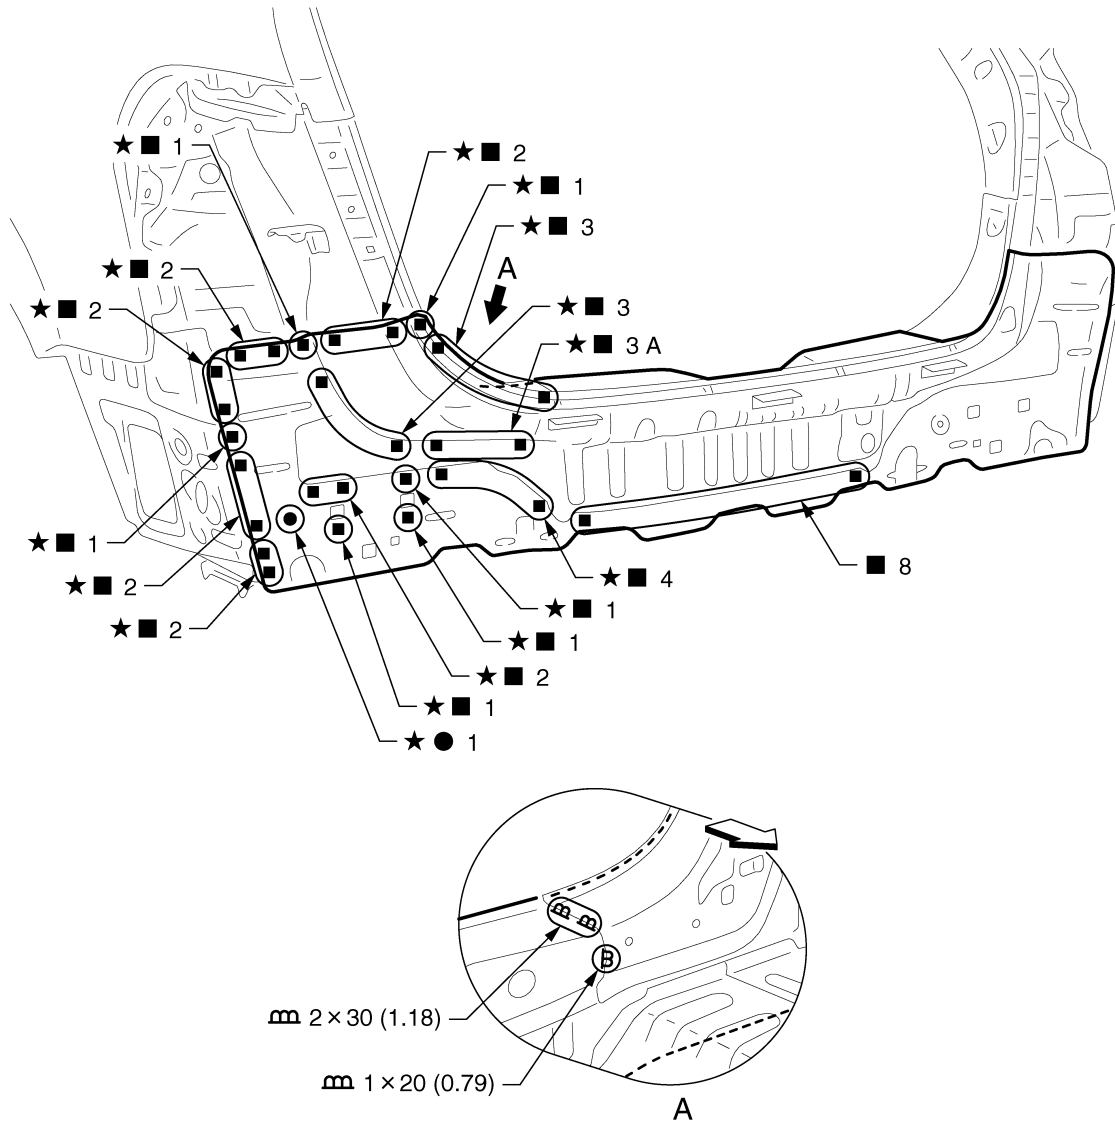 ★ ■ 1
★ ■ 2
★ ■ 1
★ ■ 3
A
★ ■ 2
★ ■ 2
★ ■ 3
★ ■ 3 A
★ ■ 1
★ ■ 2
★ ■ 2
■ 8
★ ■ 4
★ ■ 1
★ ■ 1
★ ■ 2
★ ■ 1
★ ● 1
2×30 (1.18)
1×20 (0.79)
A